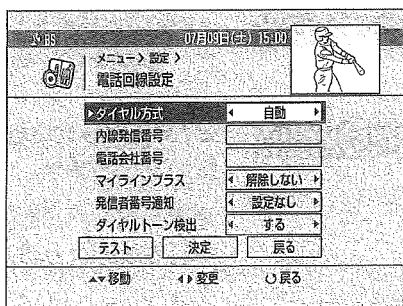 BS 07月09日(土) 15:00
メニュー〉設定〉
電話回線設定
▶ダイヤル方式 ◀ 自動 ▶
内線発信番号
電話会社番号
マイラインプラス ◀ 解除しない ▶
発信者番号通知 ◀ 設定なし ▶
ダイヤルトーン検出 ◀ する ▶
テスト 決定 戻る
▲▼移動 ◀▶変更 戻る